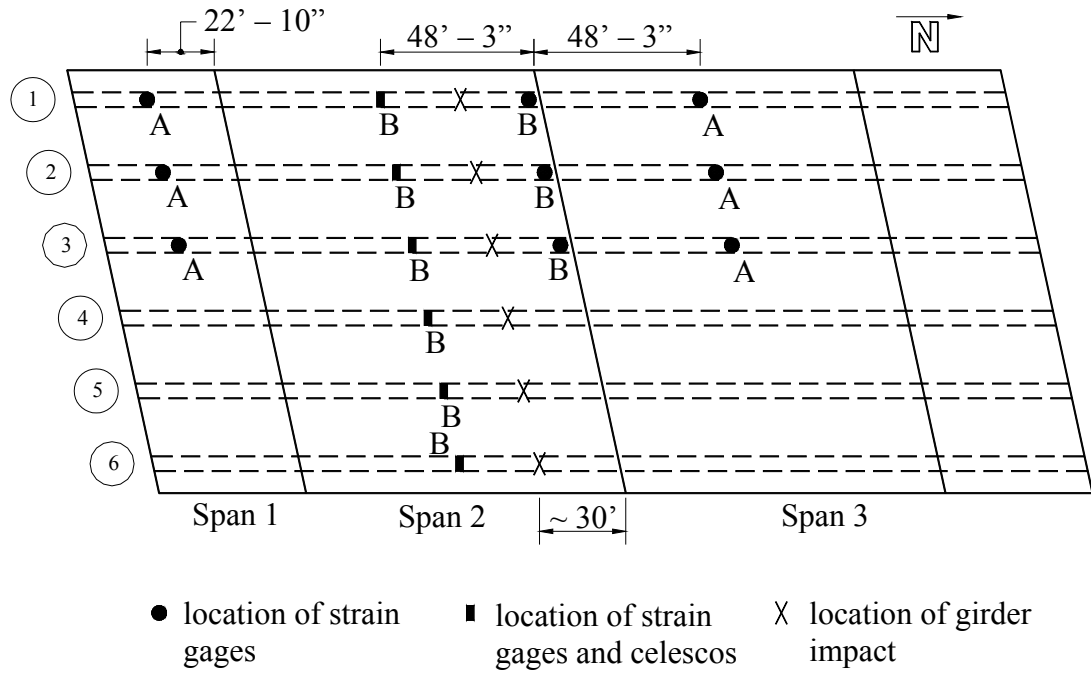 22’ – 10”
48’ – 3”
48’ – 3”
N
1
A
B
B
A
2
A
B
B
A
3
A
B
B
A
4
B
5
B
6
B
Span 1
Span 2
~ 30’
Span 3
location of strain
gages
location of strain
gages and celescos
location of girder
impact